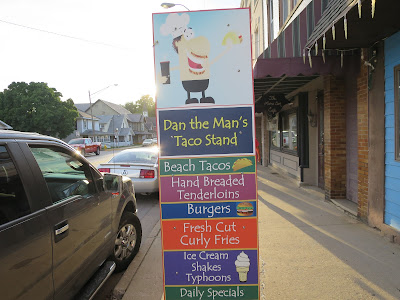 Dan the Man's
Taco Stand
Beach Tacos
Hand Breaded
Tenderloins
Burgers
Fresh Cut
Curly Fries
Ice Cream
Shakes
Typhoons
Daily Specials